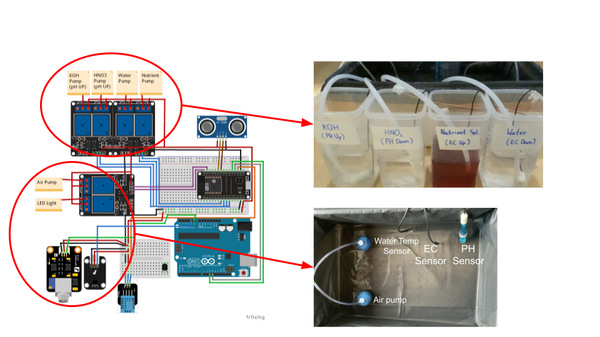 KOH
Pump
(pH UP)
HNO3
Pump
(pH UP)
Water
Pump
Nutrient
Pump
Air Pump
LED Light
fritzing
KOH
(PH Up)
HNO3
(PH Down)
Nutrient Sol.
(EC Up)
Water
(EC Down)
Water Temp
Sensor
EC
Sensor
PH
Sensor
Air pump